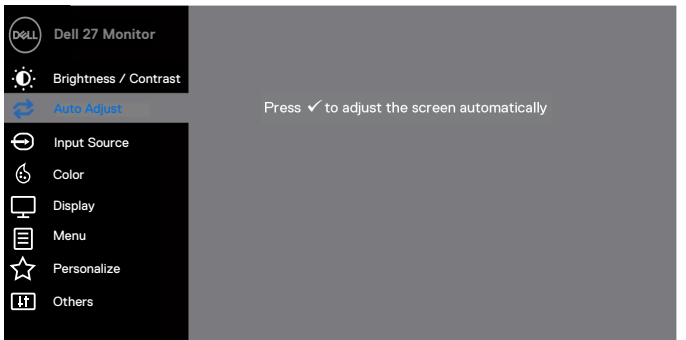 DELL Dell 27 Monitor
Brightness / Contrast
Auto Adjust
Press ✓ to adjust the screen automatically
Input Source
Color
Display
Menu
Personalize
Others